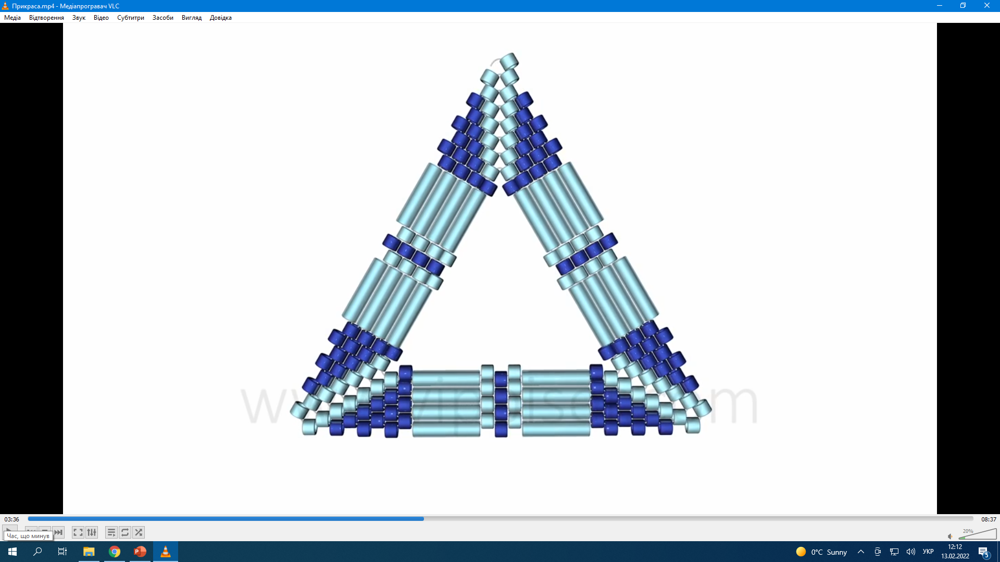 Прикраса.mp4 - Медіапрогравач VLC
Медіа Відтворення Звук Відео Субтитри Засоби Вигляд Довідка
03:36
08:37
Час, що минув
20%
0°C Sunny
УКР
12:12
13.02.2022
5